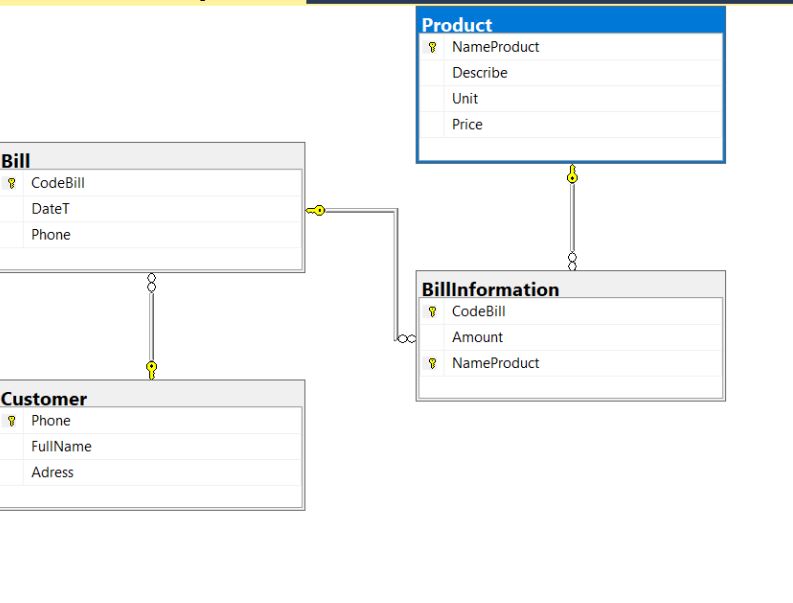 Product
NameProduct
Describe
Unit
Price
Bill
CodeBill
DateT
Phone
BillInformation
CodeBill
Amount
NameProduct
Customer
Phone
FullName
Adress